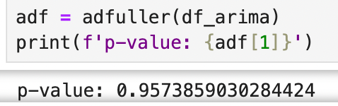 adf = adfuller(df_arima)
print(f'p-value: {adf[1]}')
p-value: 0.9573859030284424